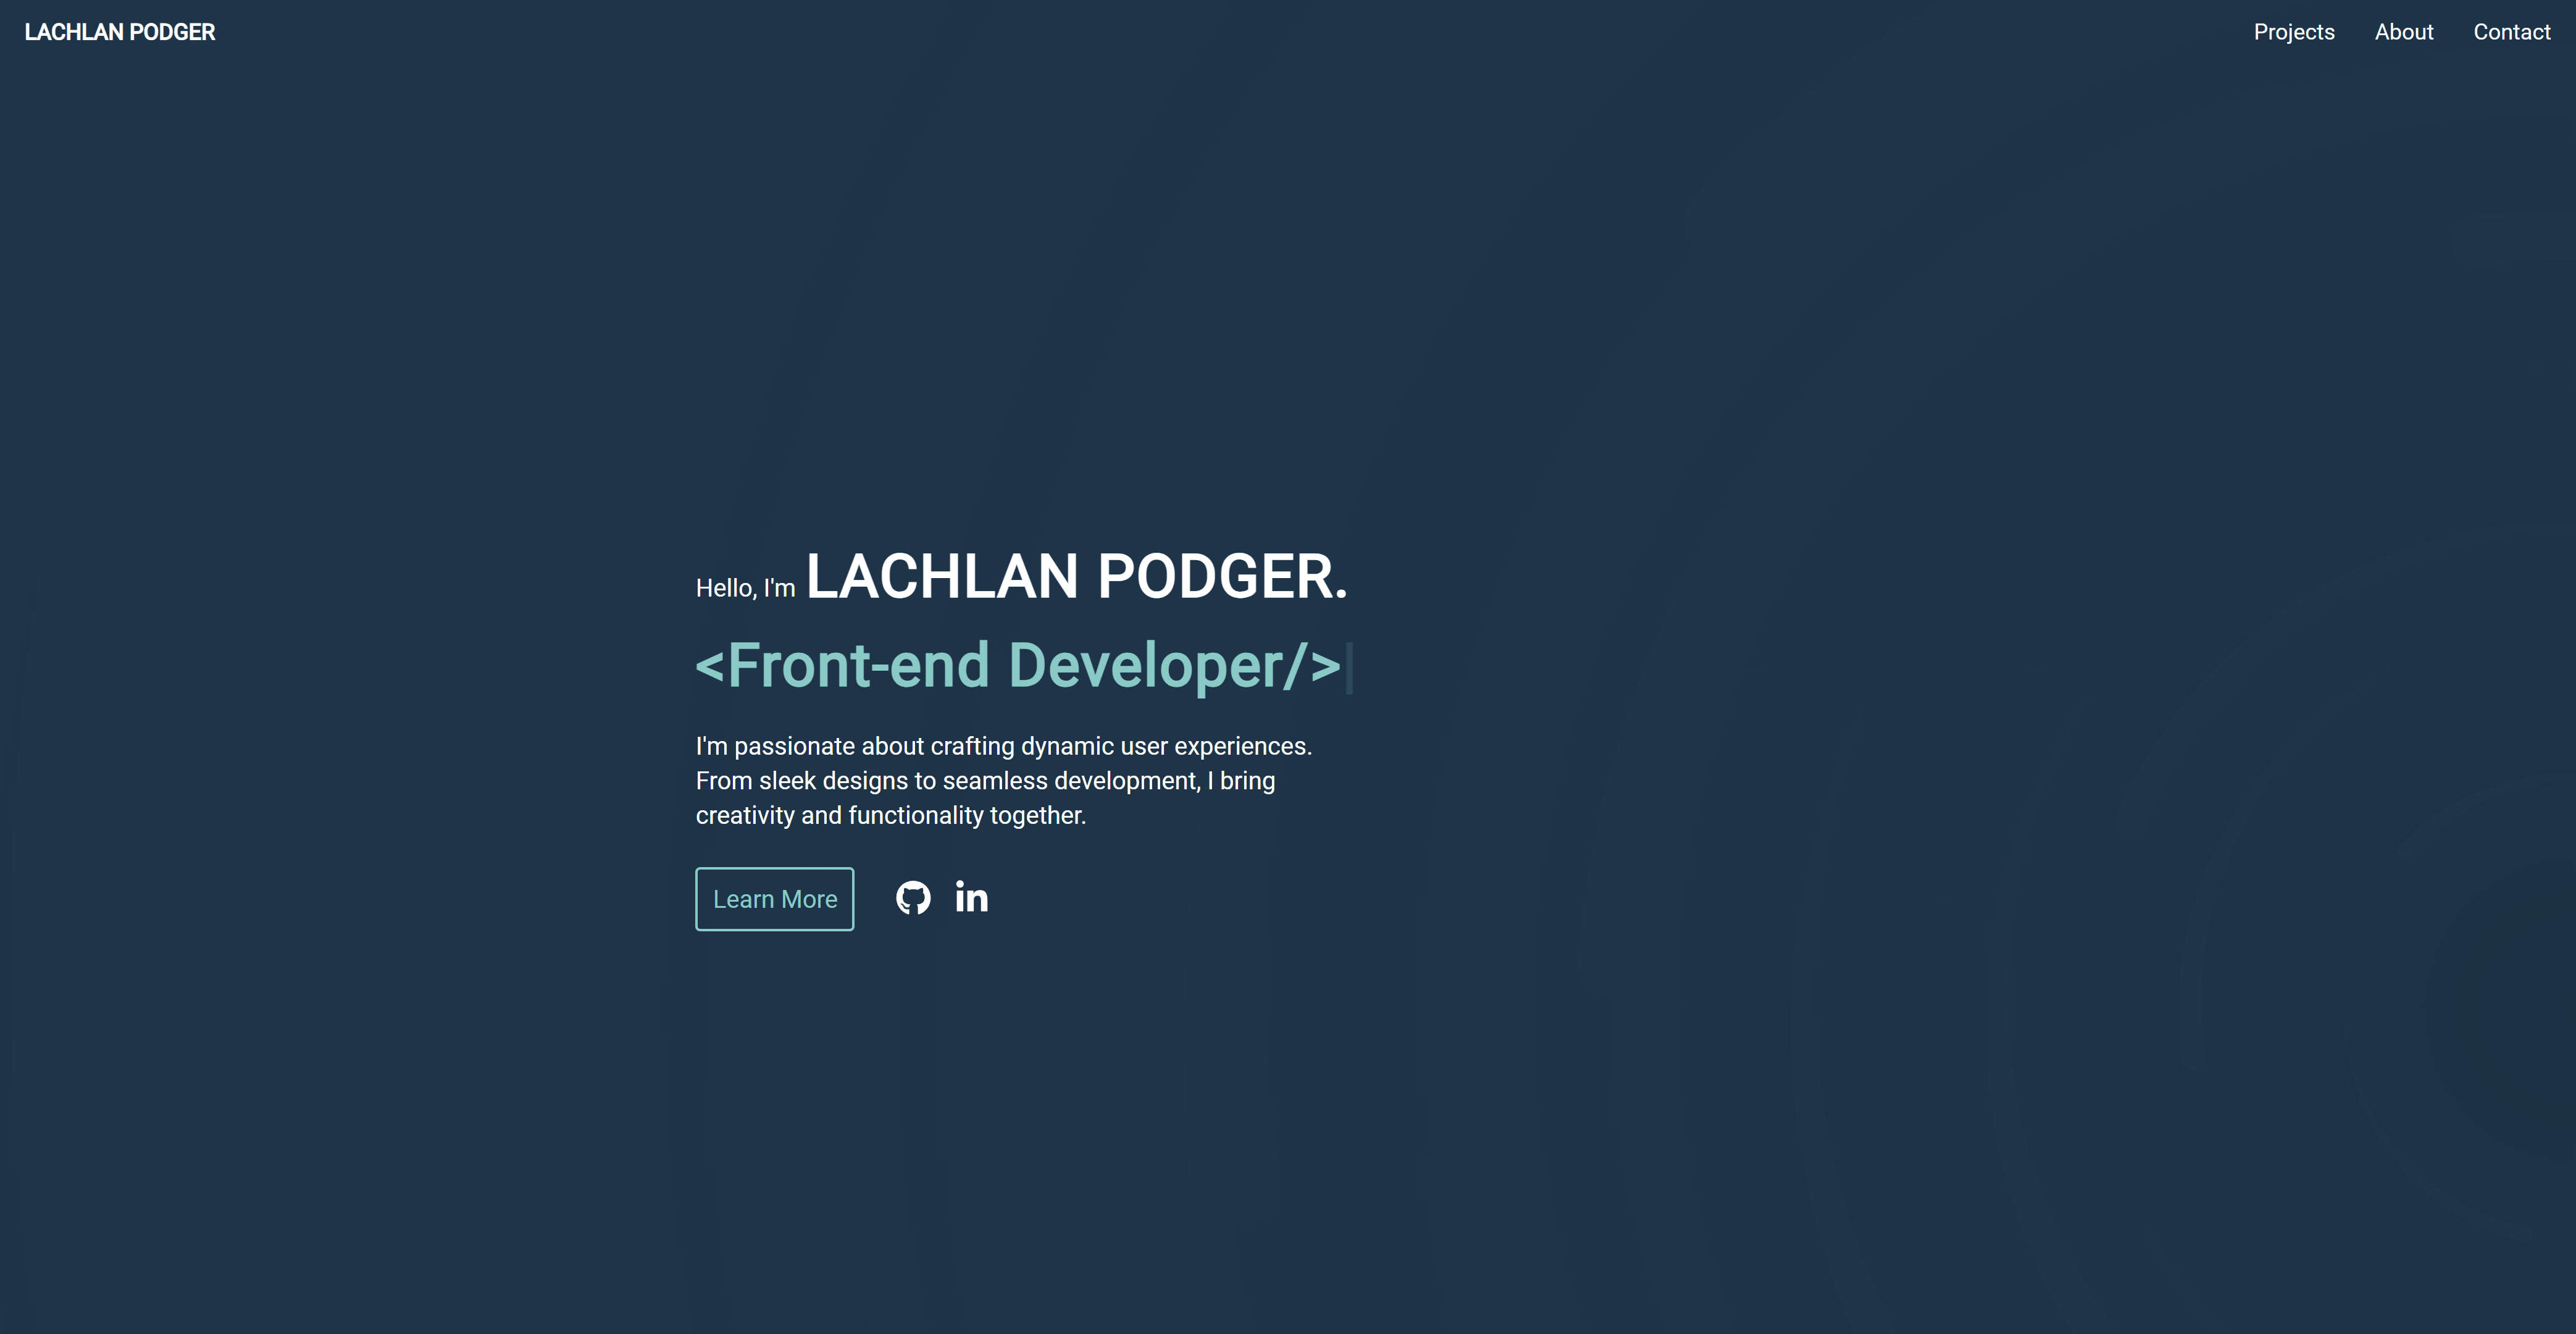 LACHLAN PODGER
Projects About Contact
Hello, I'm LACHLAN PODGER.
<Front-end Developer/>|
I'm passionate about crafting dynamic user experiences.
From sleek designs to seamless development, I bring
creativity and functionality together.
Learn More
in